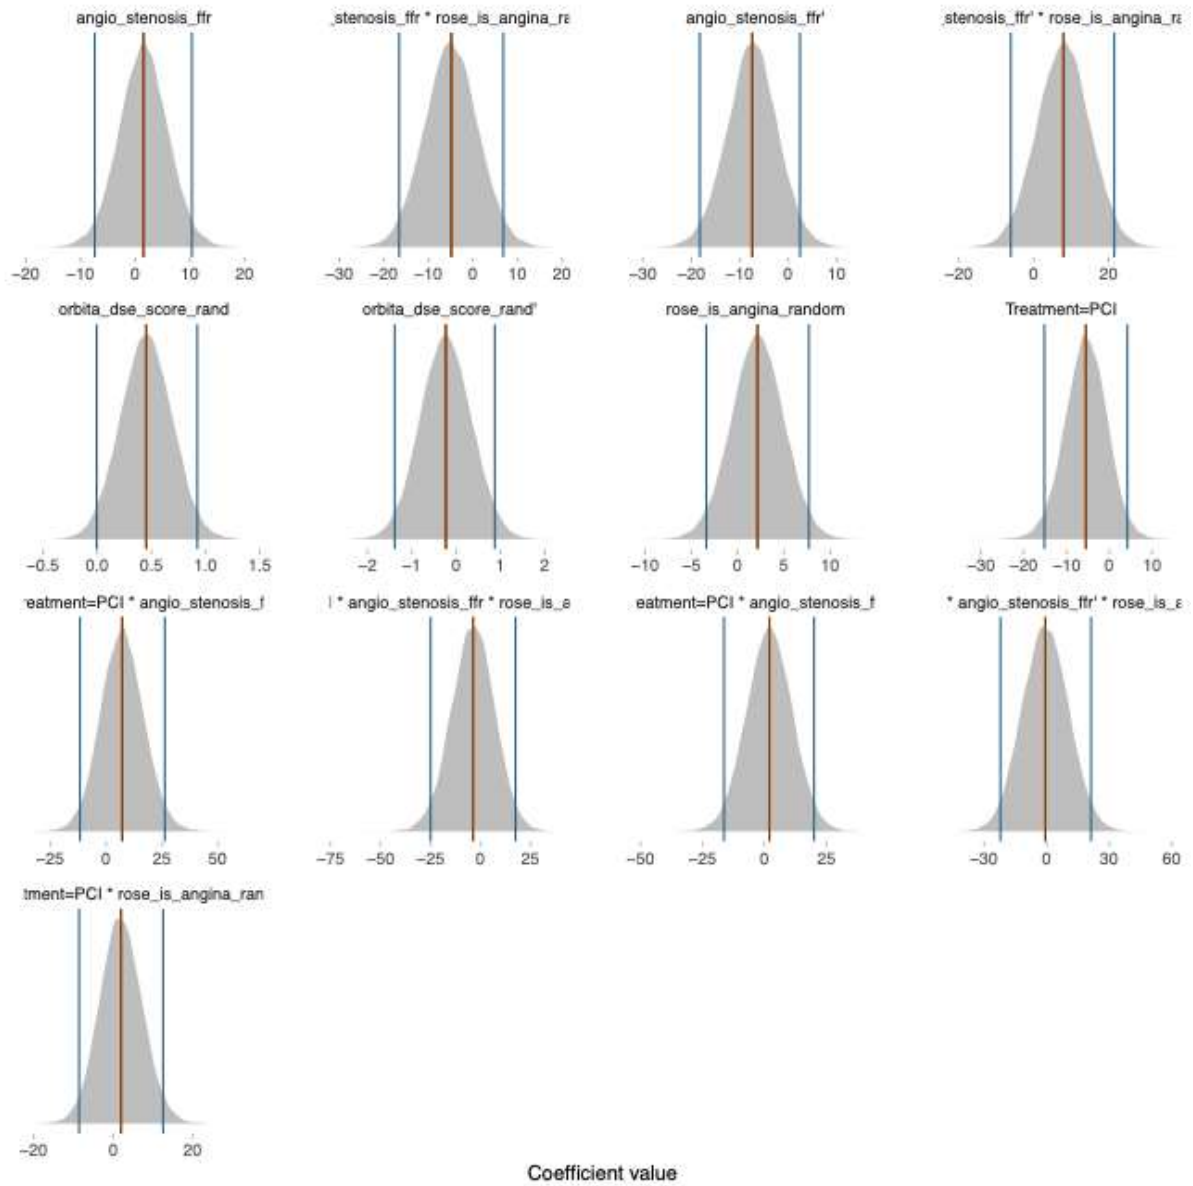 angio_stenosis_ffr _stenosis_ffr * rose_is_angina_ra angio_stenosis_ffr' _stenosis_ffr' * rose_is_angina_ra
−20 −10 0 10 20 −30 −20 −10 0 10 20 −30 −20 −10 0 10 −20 0 20
orbita_dse_score_rand orbita_dse_score_rand' rose_is_angina_random Treatment=PCI
−0.5 0.0 0.5 1.0 1.5 −2 −1 0 1 2 −10 −5 0 5 10 −30 −20 −10 0 10
reatment=PCI * angio_stenosis_f I * angio_stenosis_ffr * rose_is_a eatment=PCI * angio_stenosis_f * angio_stenosis_ffr' * rose_is_a
−25 0 25 50 −75 −50 −25 0 25 −50 −25 0 25 −30 0 30 60
tment=PCI * rose_is_angina_ran
−20 0 20
Coefficient value